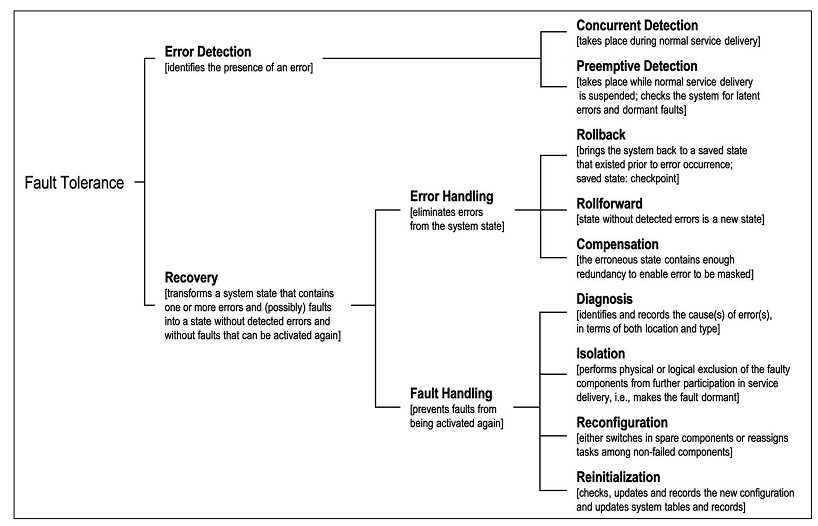 Fault Tolerance
Error Detection
[identifies the presence of an error]
Concurrent Detection
[takes place during normal service delivery]
Preemptive Detection
[takes place while normal service delivery
is suspended; checks the system for latent
errors and dormant faults]
Recovery
[transforms a system state that contains
one or more errors and (possibly) faults
into a state without detected errors and
without faults that can be activated again]
Error Handling
[eliminates errors
from the system state]
Rollback
[brings the system back to a saved state
that existed prior to error occurrence;
saved state: checkpoint]
Rollforward
[state without detected errors is a new state]
Compensation
[the erroneous state contains enough
redundancy to enable error to be masked]
Fault Handling
[prevents faults from
being activated again]
Diagnosis
[identifies and records the cause(s) of error(s),
in terms of both location and type]
Isolation
[performs physical or logical exclusion of the faulty
components from further participation in service
delivery, i.e., makes the fault dormant]
Reconfiguration
[either switches in spare components or reassigns
tasks among non-failed components]
Reinitialization
[checks, updates and records the new configuration
and updates system tables and records]